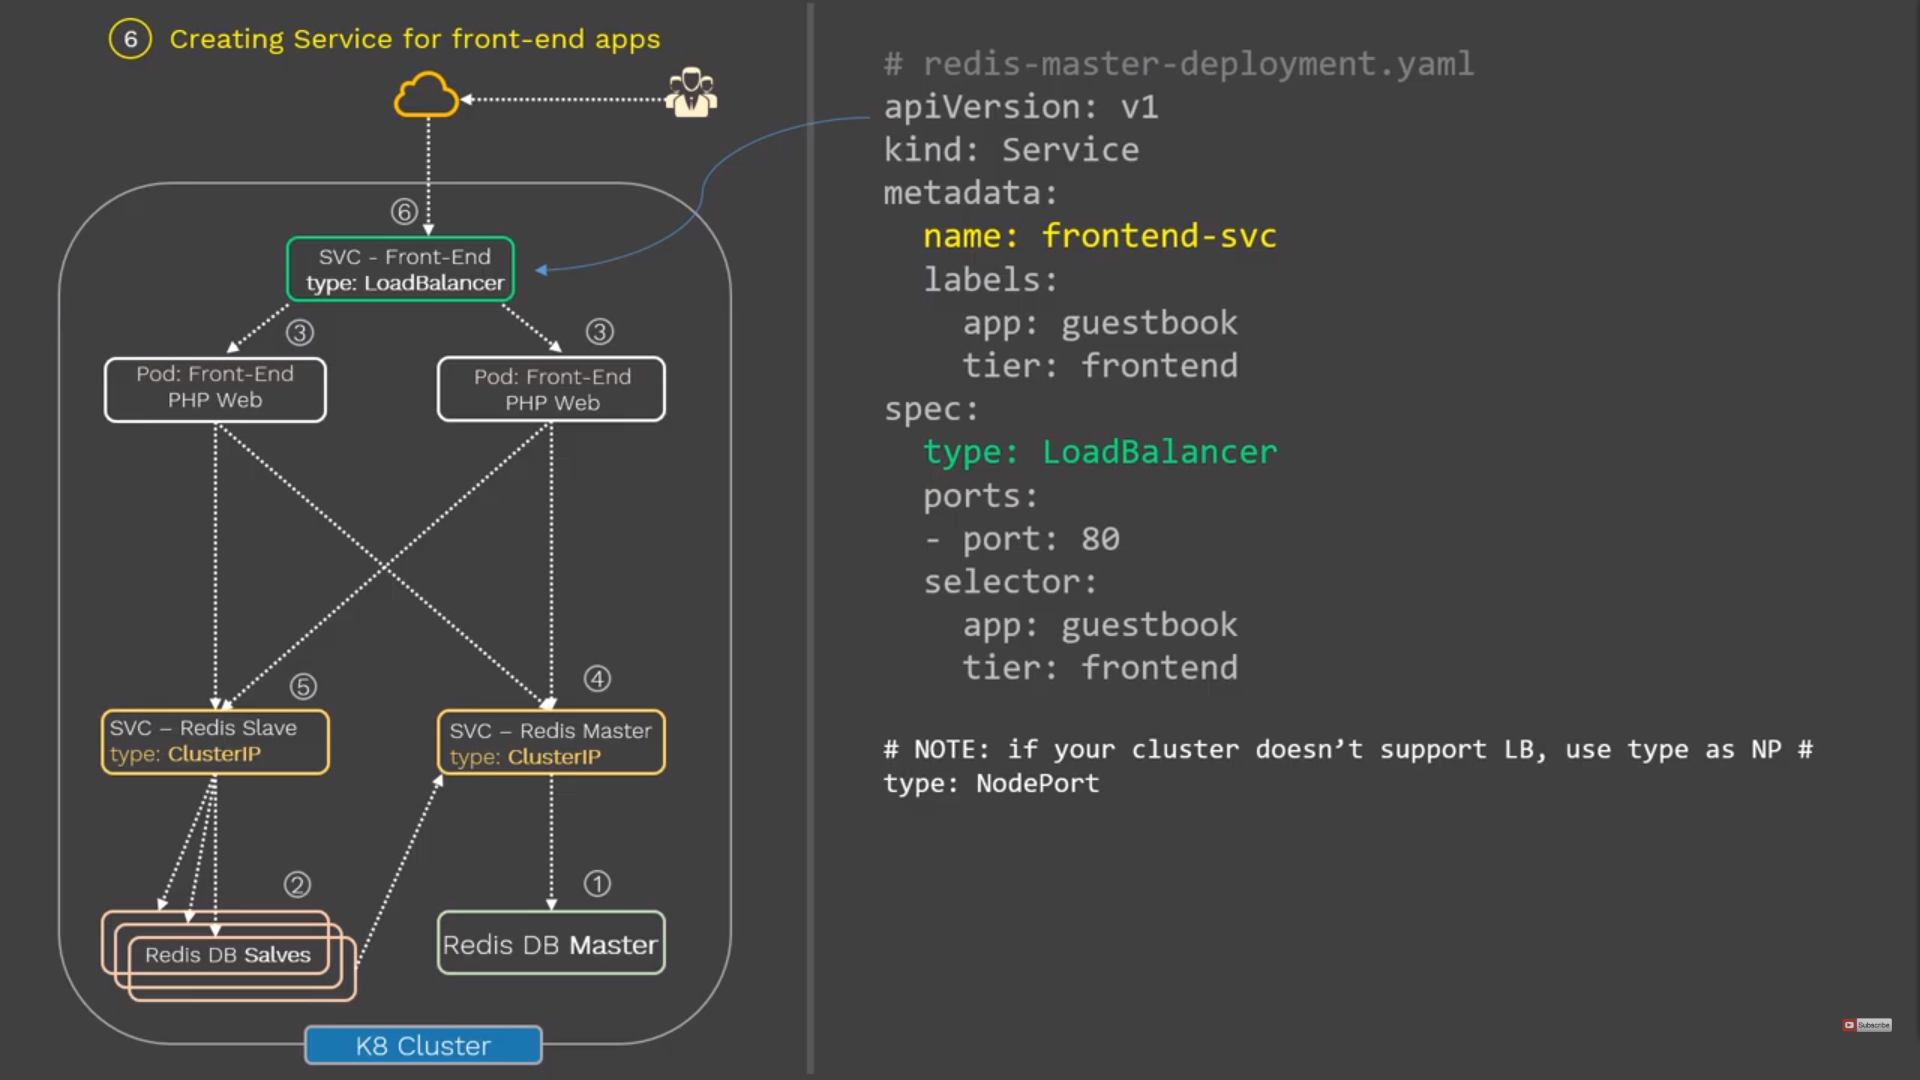 6 Creating Service for front-end apps
⑥
SVC - Front-End
type: LoadBalancer
③
③
Pod: Front-End
PHP Web
Pod: Front-End
PHP Web
⑤
④
SVC – Redis Slave
type: ClusterIP
SVC – Redis Master
type: ClusterIP
②
①
Redis DB Salves
Redis DB Master
K8 Cluster
# redis-master-deployment.yaml
apiVersion: v1
kind: Service
metadata:
  name: frontend-svc
  labels:
    app: guestbook
    tier: frontend
spec:
  type: LoadBalancer
  ports:
  - port: 80
  selector:
    app: guestbook
    tier: frontend
# NOTE: if your cluster doesn’t support LB, use type as NP #
type: NodePort
Subscribe